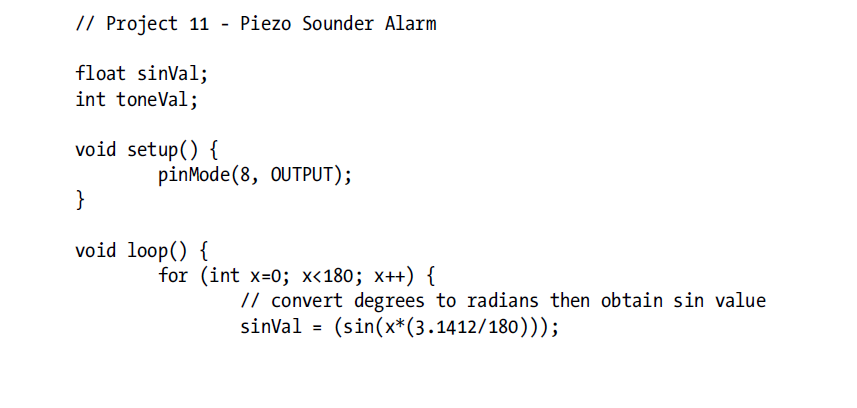 // Project 11 - Piezo Sounder Alarm
float sinVal;
int toneVal;
void setup() {
pinMode(8, OUTPUT);
}
void loop() {
for (int x=0; x<180; x++) {
// convert degrees to radians then obtain sin value
sinVal = (sin(x*(3.1412/180)));